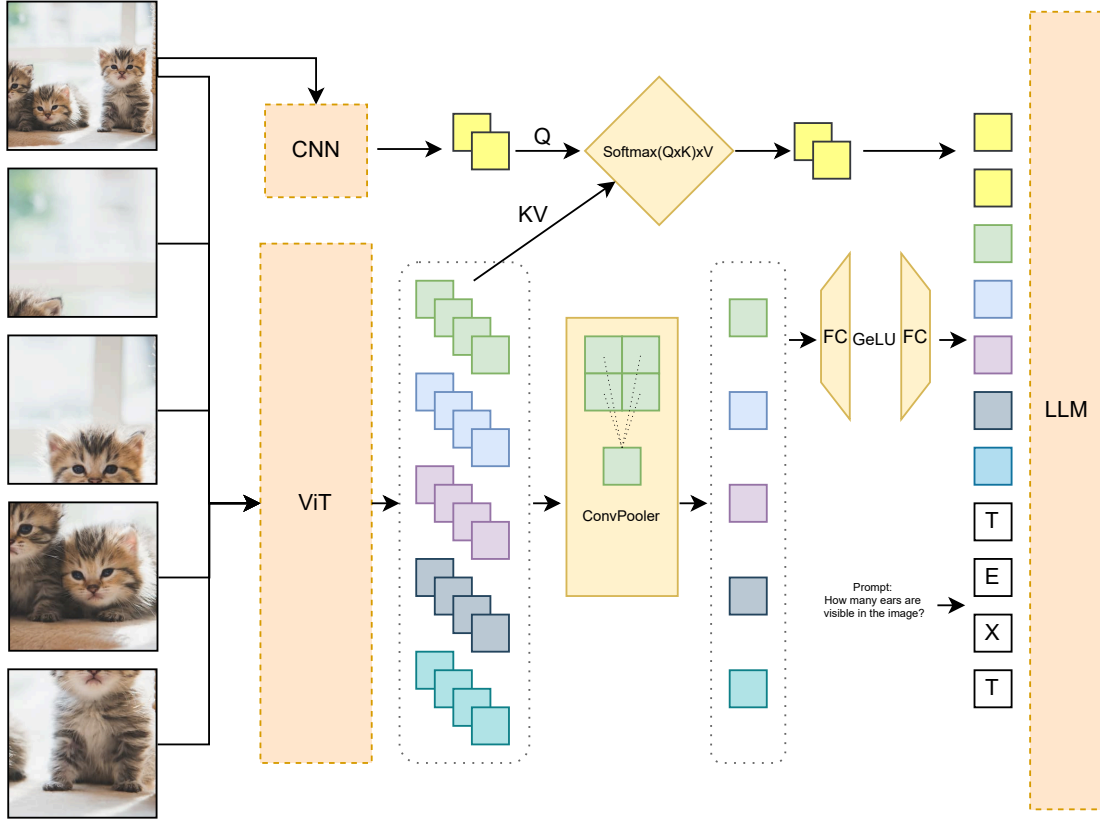 CNN
Q
Softmax(QxK)xV
KV
ViT
ConvPooler
FC
GeLU
FC
Prompt:
How many ears are
visible in the image?
T
E
X
T
LLM